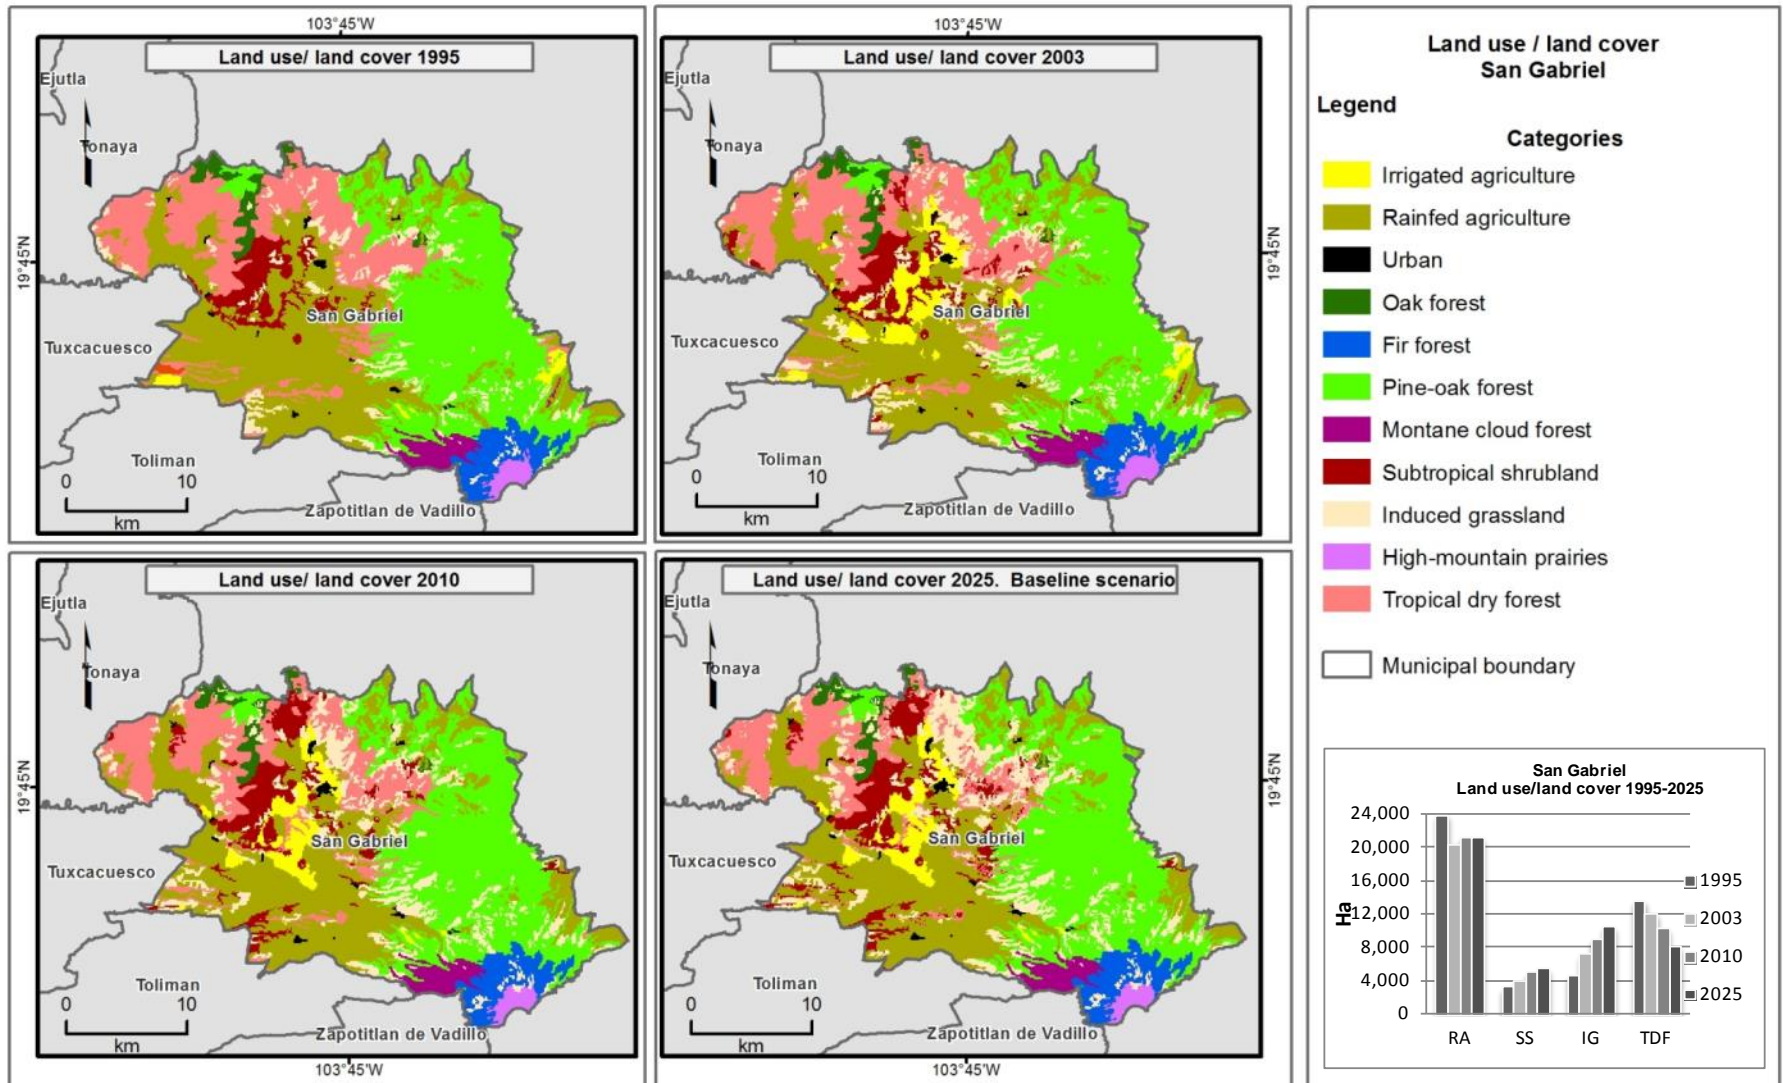 103°45'W
Land use/ land cover 1995
Ejutla
Tonaya
19°45'N
San Gabriel
Tuxcacuesco
Toliman
0 10
km
Zapotitlan de Vadillo
103°45'W
Land use/ land cover 2003
Ejutla
Tonaya
19°45'N
San Gabriel
Tuxcacuesco
Toliman
0 10
km
Zapotitlan de Vadillo
Land use/ land cover 2010
Ejutla
Tonaya
19°45'N
San Gabriel
Tuxcacuesco
Toliman
0 10
km
Zapotitlan de Vadillo
103°45'W
Land use/ land cover 2025. Baseline scenario
Ejutla
Tonaya
19°45'N
San Gabriel
Tuxcacuesco
Toliman
0 10
km
Zapotitlan de Vadillo
103°45'W
Land use / land cover
San Gabriel
Legend
Categories
Irrigated agriculture
Rainfed agriculture
Urban
Oak forest
Fir forest
Pine-oak forest
Montane cloud forest
Subtropical shrubland
Induced grassland
High-mountain prairies
Tropical dry forest
Municipal boundary
San Gabriel
Land use/land cover 1995-2025
Ha
24,000
20,000
16,000
12,000
8,000
4,000
0
RA SS IG TDF
1995
2003
2010
2025